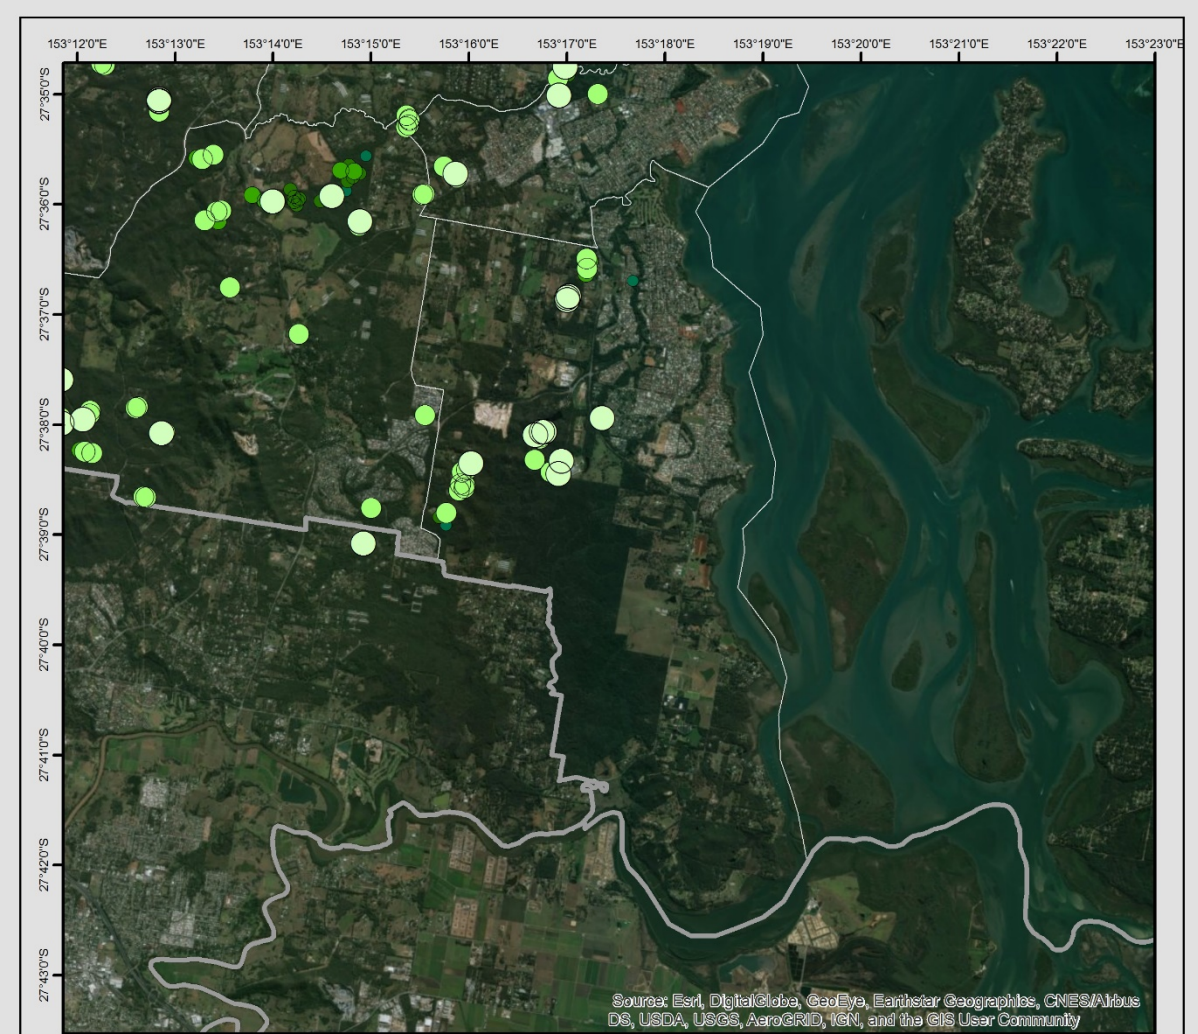 153°12'0"E 153°13'0"E 153°14'0"E 153°15'0"E 153°16'0"E 153°17'0"E 153°18'0"E 153°19'0"E 153°20'0"E 153°21'0"E 153°22'0"E 153°23'0"E
27°35'0"S
27°36'0"S
27°37'0"S
27°38'0"S
27°39'0"S
27°40'0"S
27°41'0"S
27°42'0"S
27°43'0"S
Source: Esri, DigitalGlobe, GeoEye, Earthstar Geographics, CNES/Airbus
DS, USDA, USGS, AeroGRID, IGN, and the GIS User Community